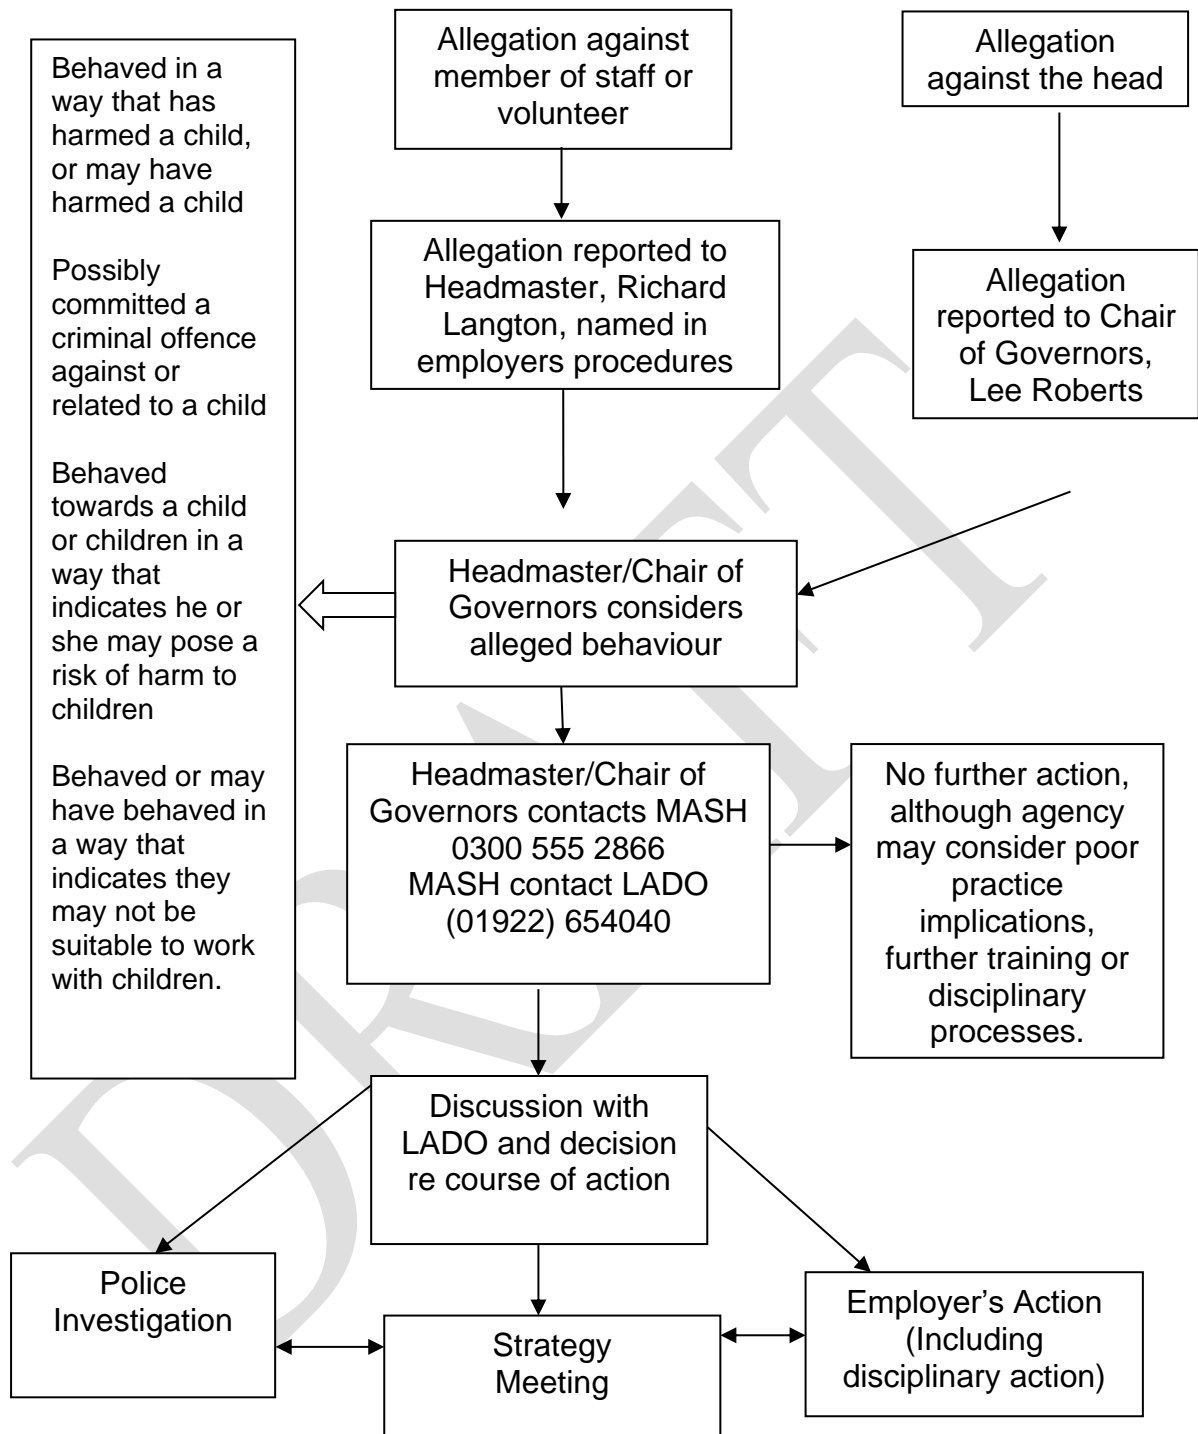 Allegation against
member of staff or
volunteer
Allegation
against the head
Behaved in a
way that has
harmed a child,
or may have
harmed a child
Possibly
committed a
criminal offence
against or
related to a child
Behaved
towards a child
or children in a
way that
indicates he or
she may pose a
risk of harm to
children
Behaved or may
have behaved in
a way that
indicates they
may not be
suitable to work
with children.
Allegation reported to
Headmaster, Richard
Langton, named in
employers procedures
Allegation
reported to Chair
of Governors,
Lee Roberts
Headmaster/Chair of
Governors considers
alleged behaviour
Headmaster/Chair of
Governors contacts MASH
0300 555 2866
MASH contact LADO
(01922) 654040
No further action,
although agency
may consider poor
practice
implications,
further training or
disciplinary
processes.
Discussion with
LADO and decision
re course of action
Police
Investigation
Strategy
Meeting
Employer's Action
(Including
disciplinary action)
DRAFT